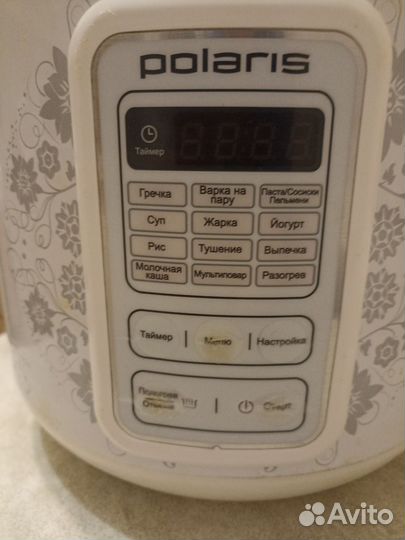 polaris
Таймер
Гречка
Варка на
пару
Паста/Сосиски
Пельмени
Суп
Жарка
Йогурт
Рис
Тушение
Выпечка
Молочная
каша
Мультиповар
Разогрев
Таймер
Меню
Настройка
Подогрев
Отмена
Старт
Avito